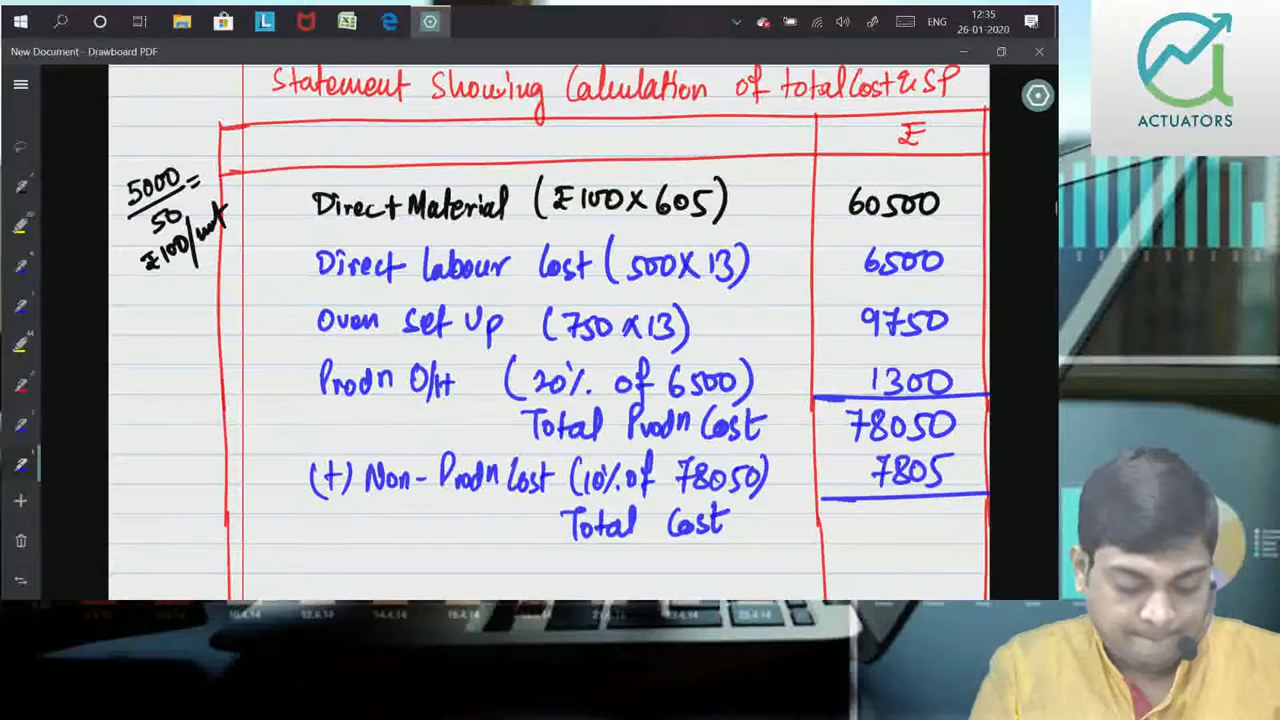 ENG
12:35
26-01-2020
New Document - Drawboard PDF
ACTUATORS
Statement Showing Calculation of total Cost & SP
₤
5000/50 = ₤100/unit
Direct Material (₤100 X 605) 60500
Direct labour Cost (500 X 13) 6500
Oven Set Up (750 X 13) 9750
Prodn O/H (20% of 6500) 1300
Total Prodn Cost 78050
(+) Non-Prodn Cost (10% of 78050) 7805
Total Cost